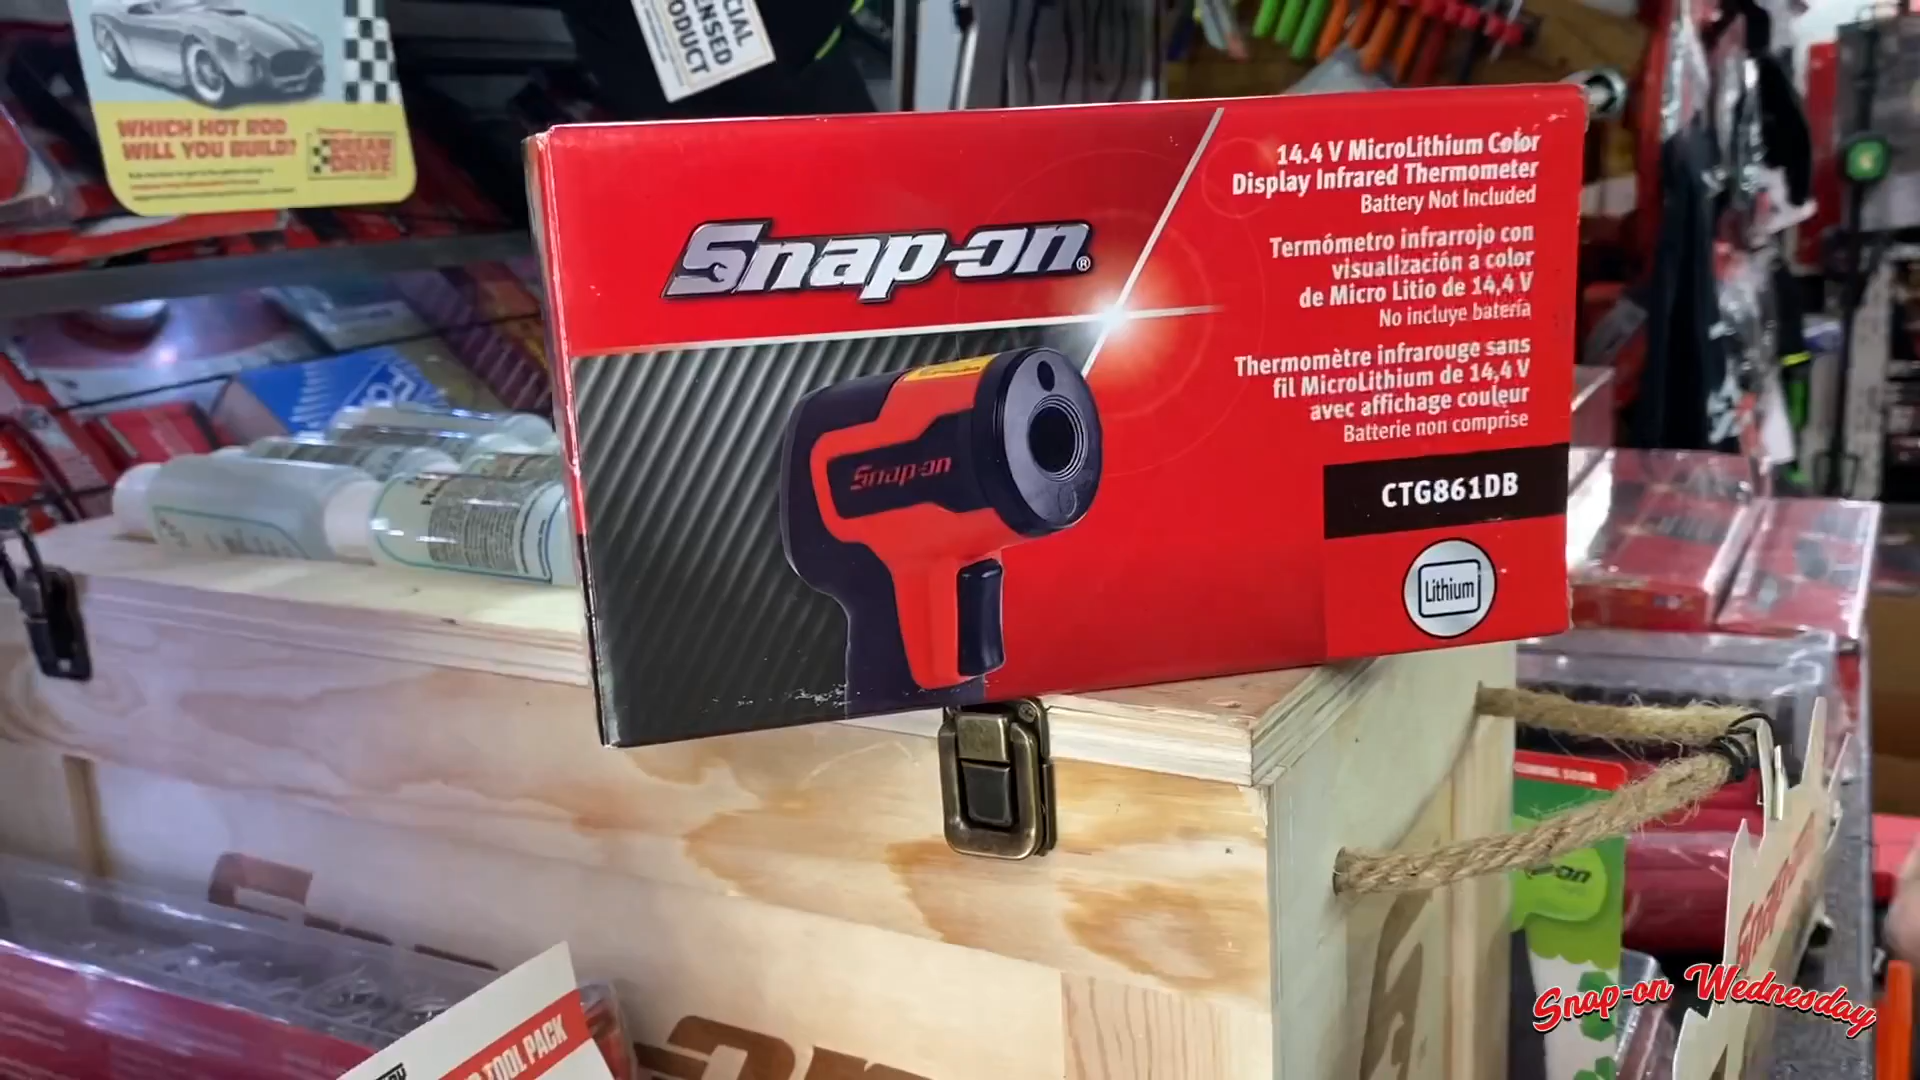 CIAL
ENSED
PRODUCT
WHICH HOT ROD
WILL YOU BUILD?
DREAM
DRIVE
Snap-on®
14.4 V MicroLithium Color
Display Infrared Thermometer
Battery Not Included
Termómetro infrarrojo con
visualización a color
de Micro Litio de 14,4 V
No incluye batería
Thermomètre infrarouge sans
fil MicroLithium de 14,4 V
avec affichage couleur
Batterie non comprise
CTG861DB
Lithium
Snap-on
TOOL PACK
Snap-on Wednesday